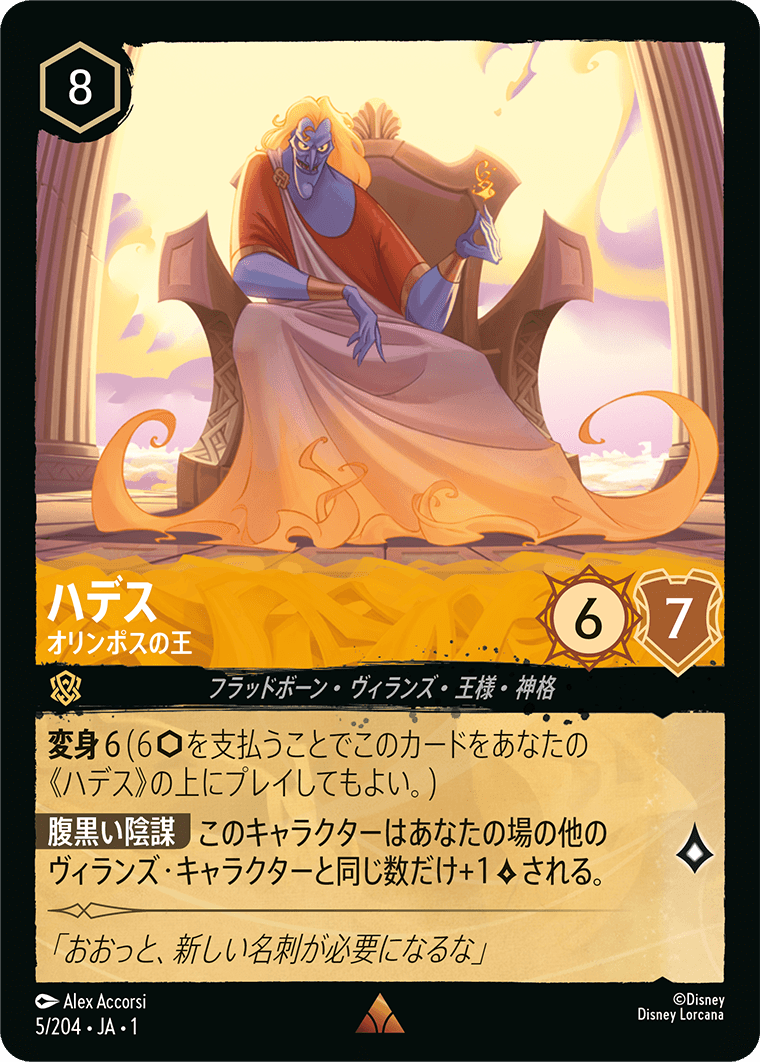 8
ハデス
オリンポスの王
6
7
フラッドボーン・ヴィランズ・王様・神格
変身 6 (6⬡を支払うことでこのカードをあなたの
《ハデス》の上にプレイしてもよい。)
腹黒い陰謀 このキャラクターはあなたの場の他の
ヴィランズ・キャラクターと同じ数だけ+1◊される。
「おおっと、新しい名刺が必要になるな」
Alex Accorsi
©Disney
5/204・JA・1
Disney Lorcana